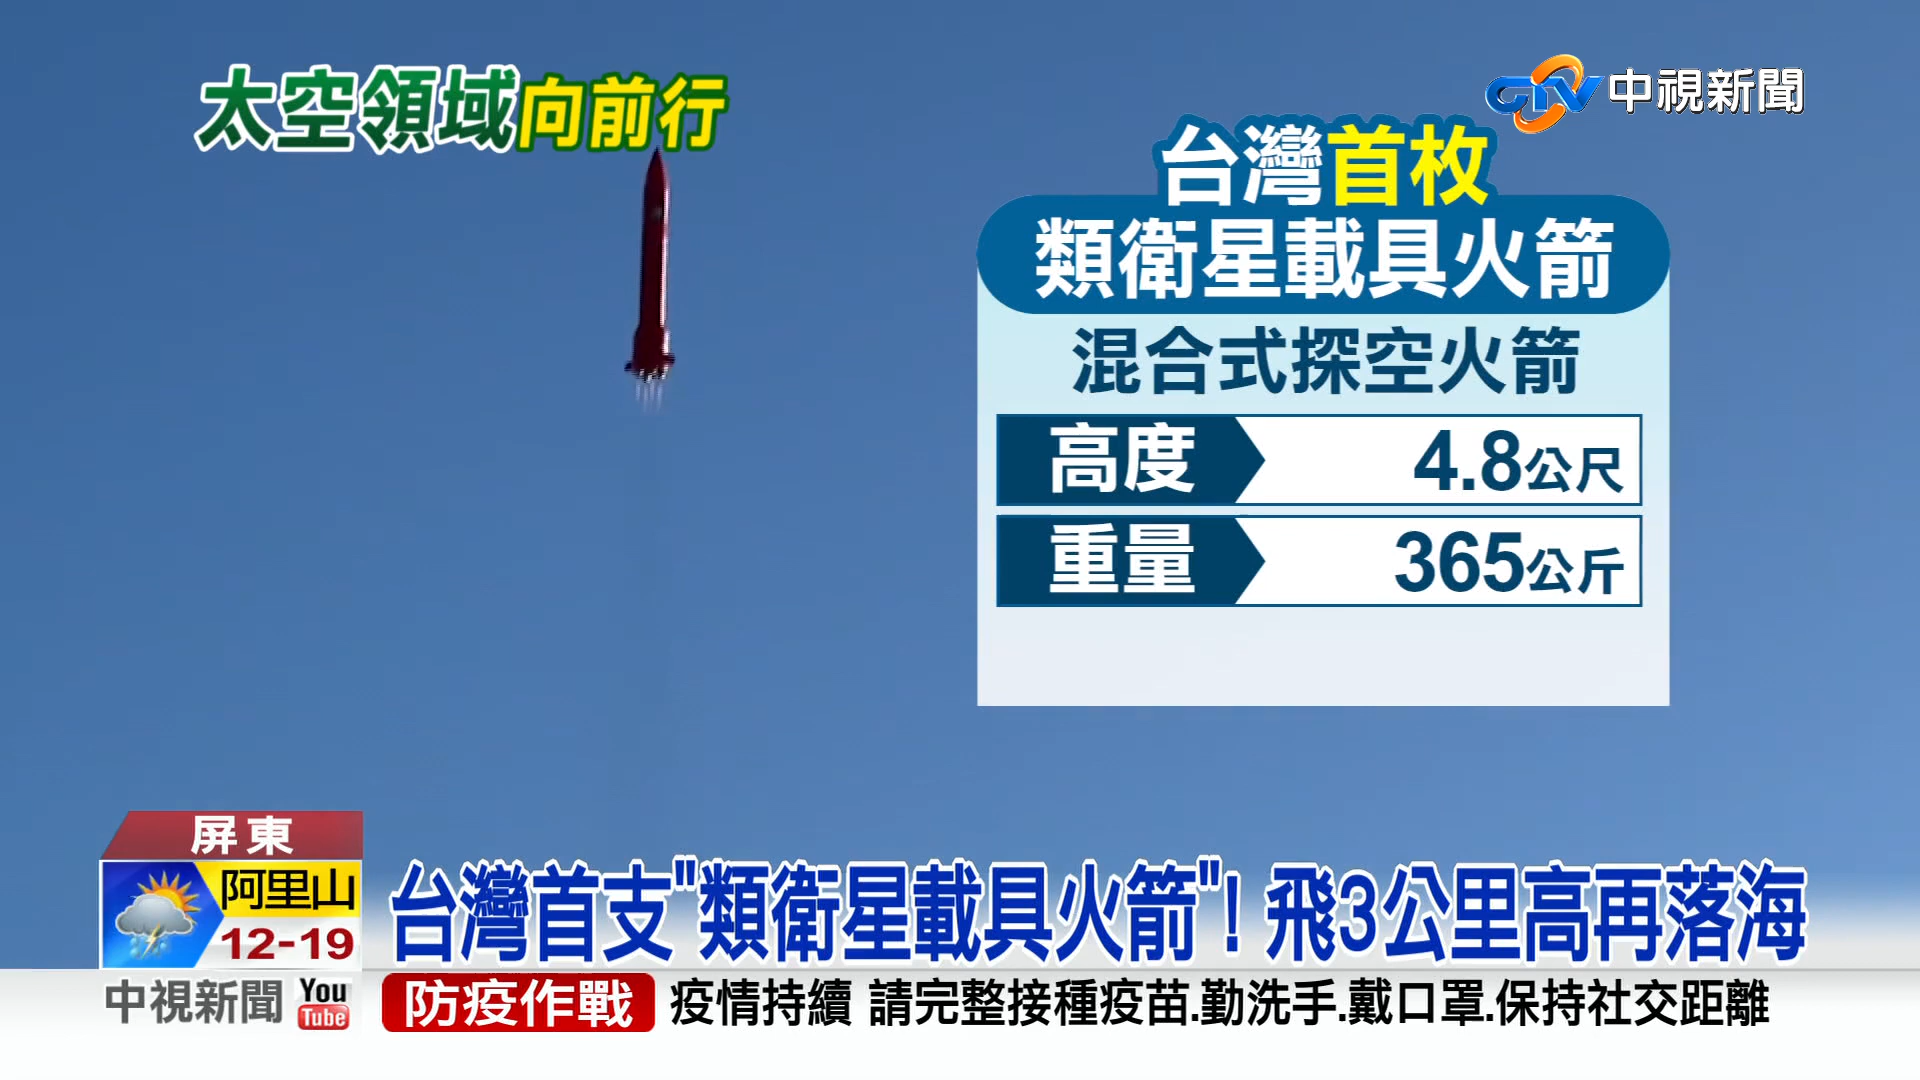 太空領域向前行
CTV 中視新聞
台灣首枚
類衛星載具火箭
混合式探空火箭
高度 4.8公尺
重量 365公斤
屏東
阿里山
12-19
台灣首支"類衛星載具火箭"! 飛3公里高再落海
中視新聞 You Tube
防疫作戰 疫情持續 請完整接種疫苗.勤洗手.戴口罩.保持社交距離